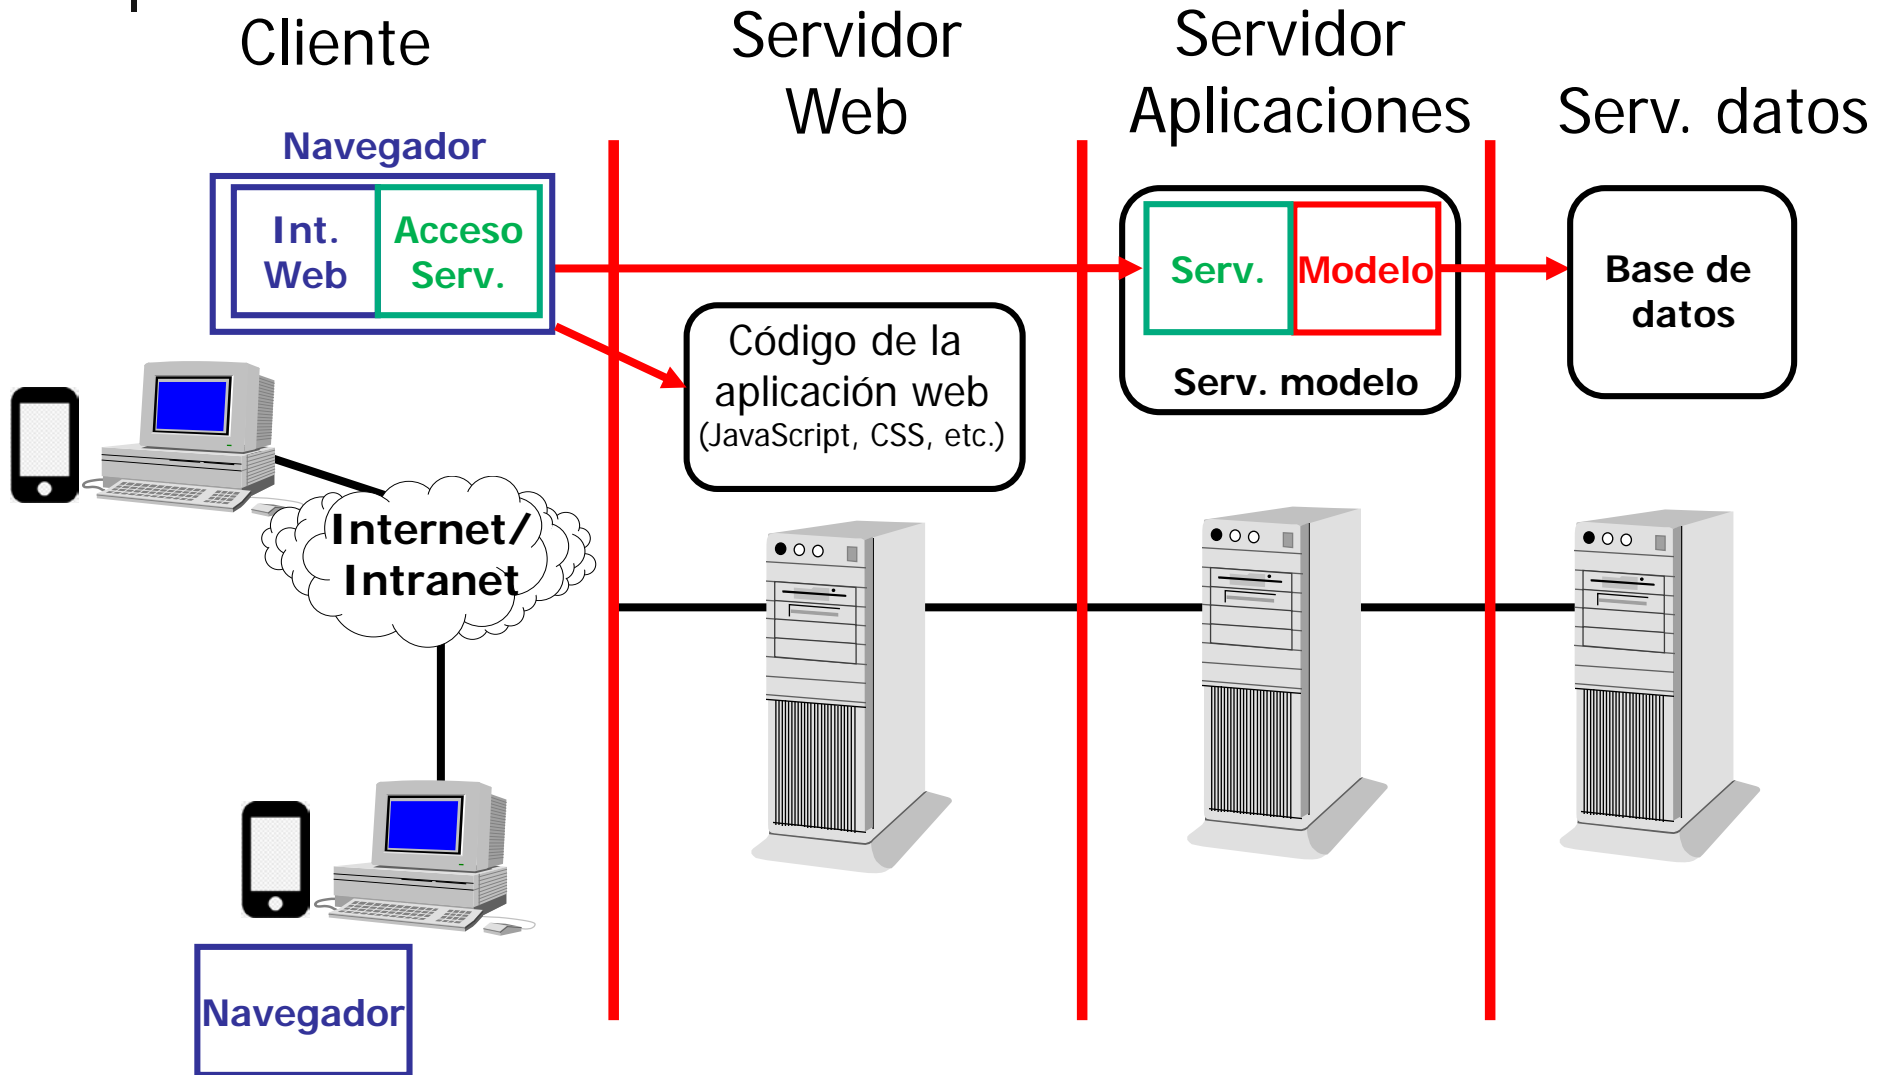 Cliente
Servidor
Web
Servidor
Aplicaciones
Serv. datos
Navegador
Int.
Web
Acceso
Serv.
Código de la
aplicación web
(JavaScript, CSS, etc.)
Serv.
Modelo
Serv. modelo
Base de
datos
Internet/
Intranet
Navegador